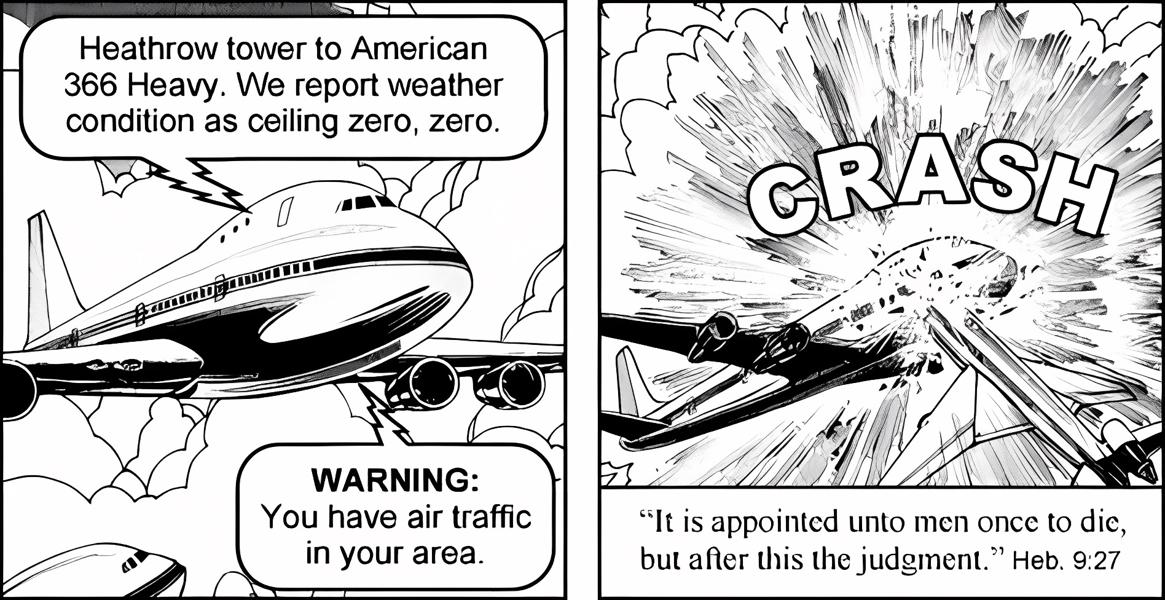 Heathrow tower to American
366 Heavy. We report weather
condition as ceiling zero, zero.
WARNING:
You have air traffic
in your area.
CRASH
“It is appointed unto men once to die,
but after this the judgment.” Heb. 9:27